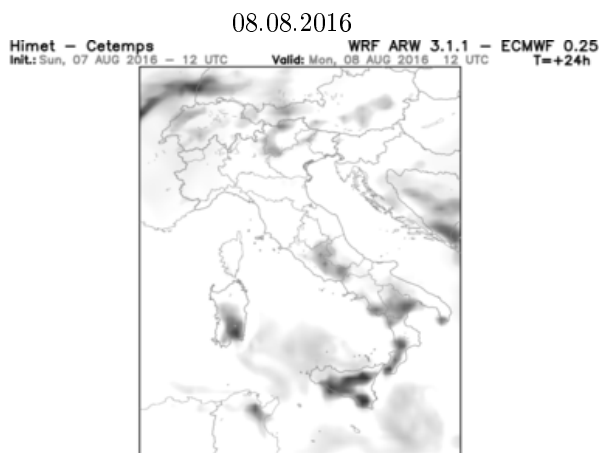 08.08.2016
Himet – Cetemps WRF ARW 3.1.1 – ECMWF 0.25
Init.: Sun, 07 AUG 2016 – 12 UTC Valid: Mon, 08 AUG 2016 12 UTC T=+24h